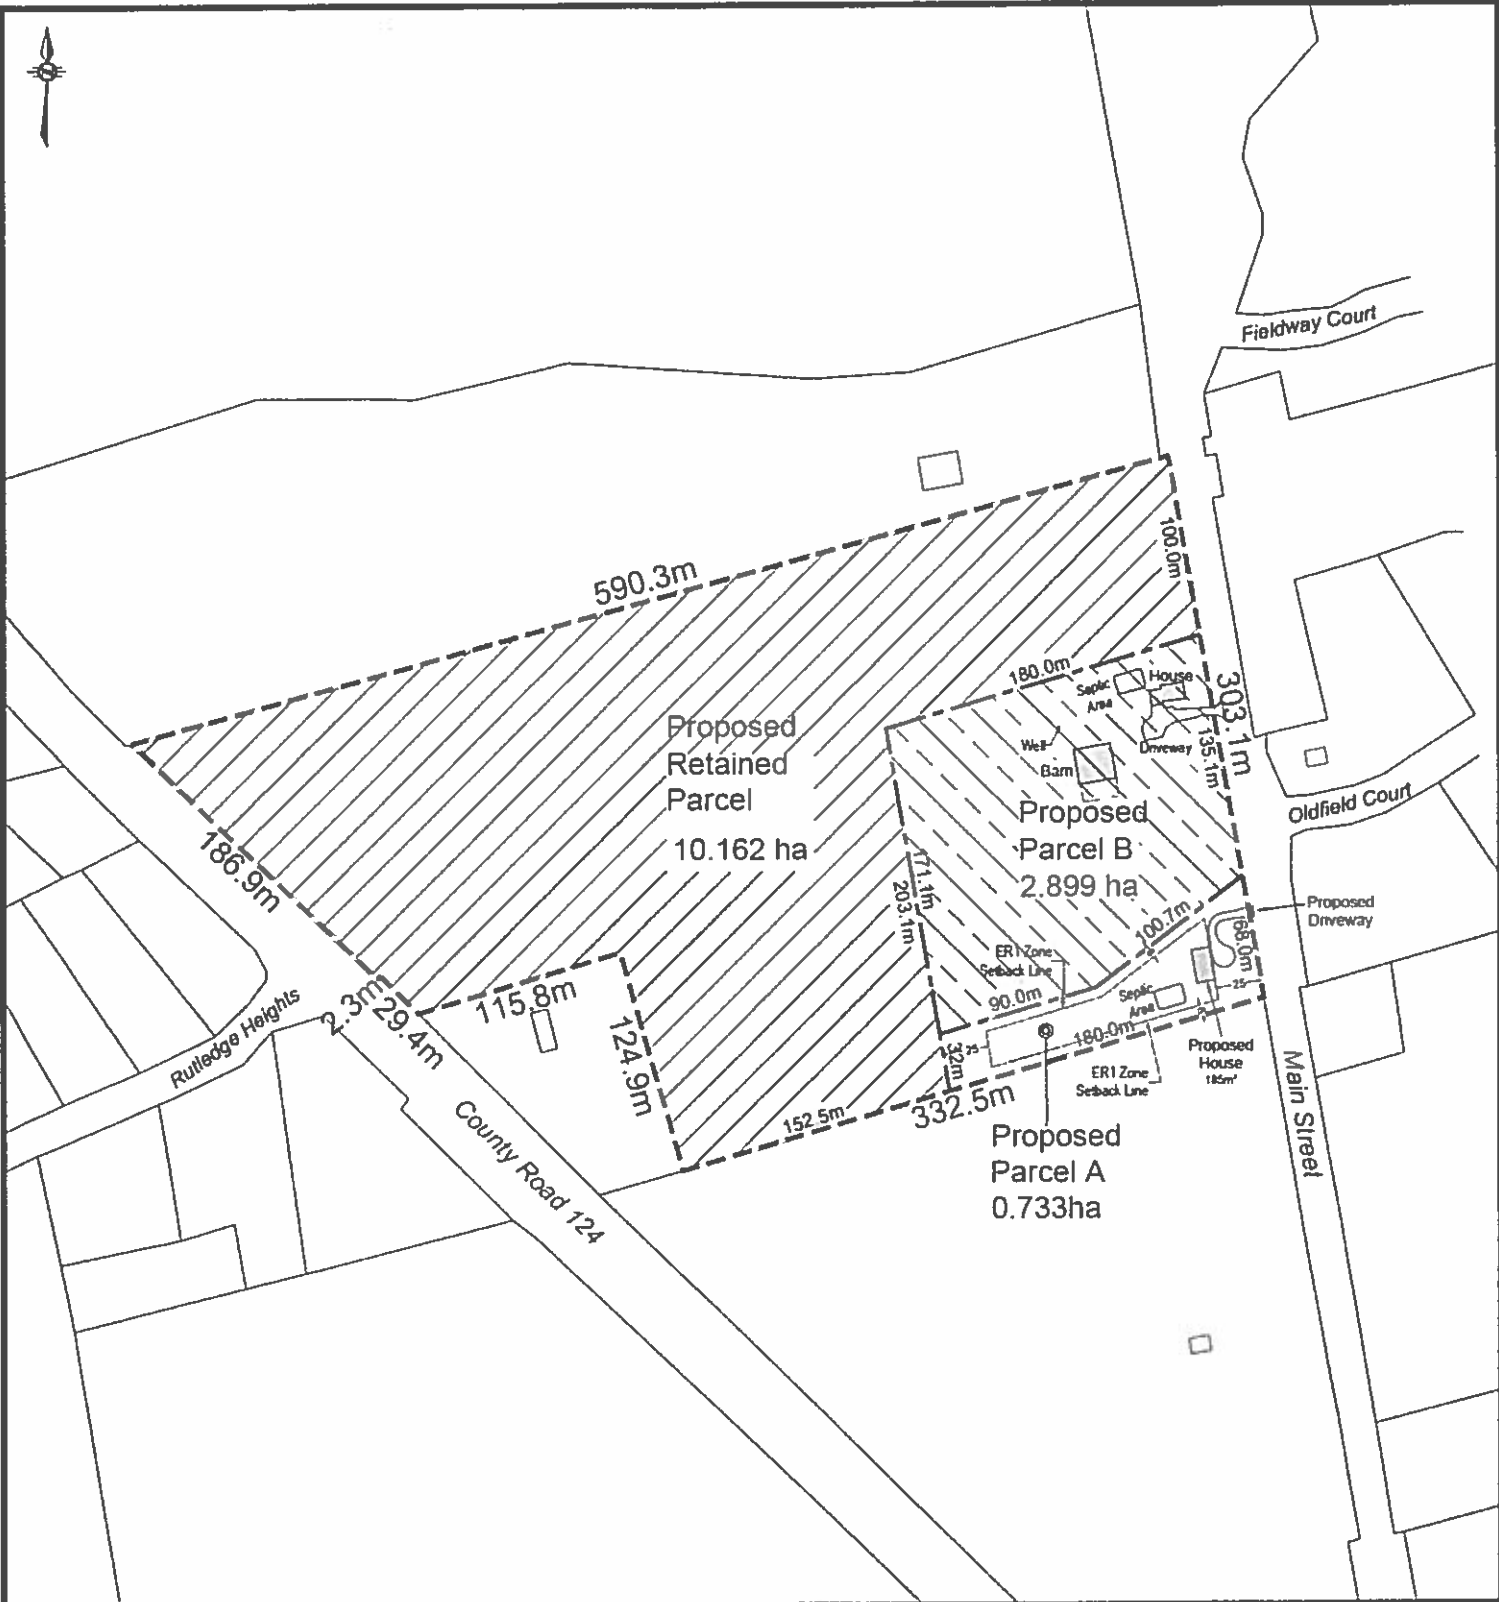 Fieldway Court
590.3m
100.0m
180.0m
Septic
Area
House
303.1m
135.1m
Well
Barn
Driveway
Proposed
Retained
Parcel
10.162 ha
Oldfield Court
Proposed
Parcel B
2.899 ha
186.9m
171.1m
203.1m
100.7m
Proposed
Driveway
68.0m
ER1 Zone
Setback Line
90.0m
Septic
Area
25
2.3m
29.4m
115.8m
Rutledge Heights
124.9m
32m
25
180.0m
Proposed
House
185m²
ER1 Zone
Setback Line
152.5m
332.5m
Main Street
County Road 124
Proposed
Parcel A
0.733ha